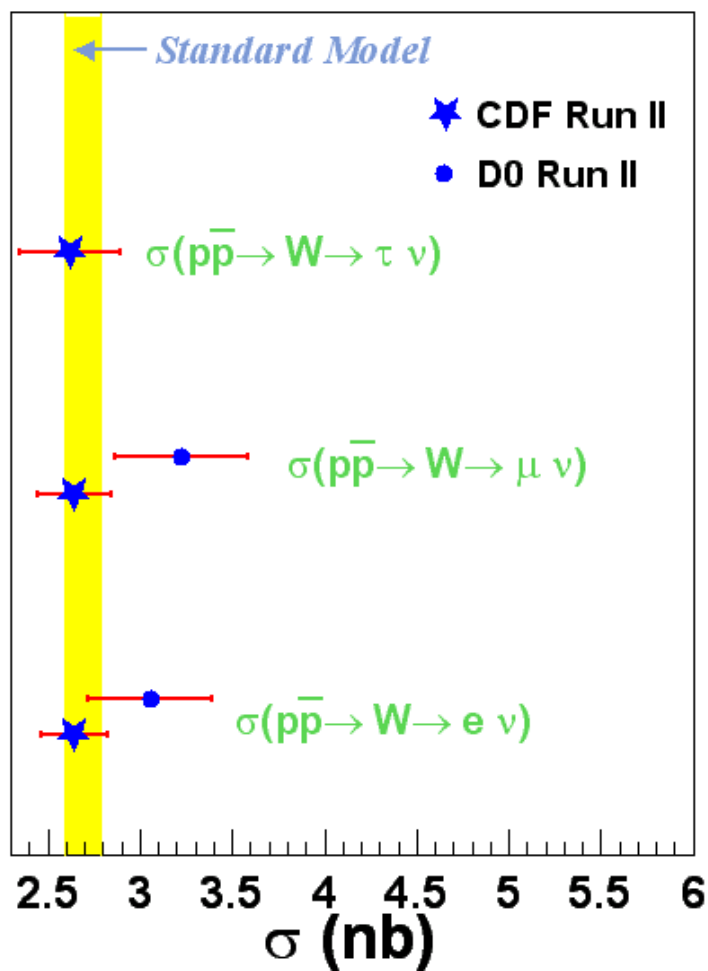 Standard Model
CDF Run II
D0 Run II
σ(pp̅→ W→ τ ν)
σ(pp̅→ W→ μ ν)
σ(pp̅→ W→ e ν)
2.5 3 3.5 4 4.5 5 5.5 6
σ (nb)